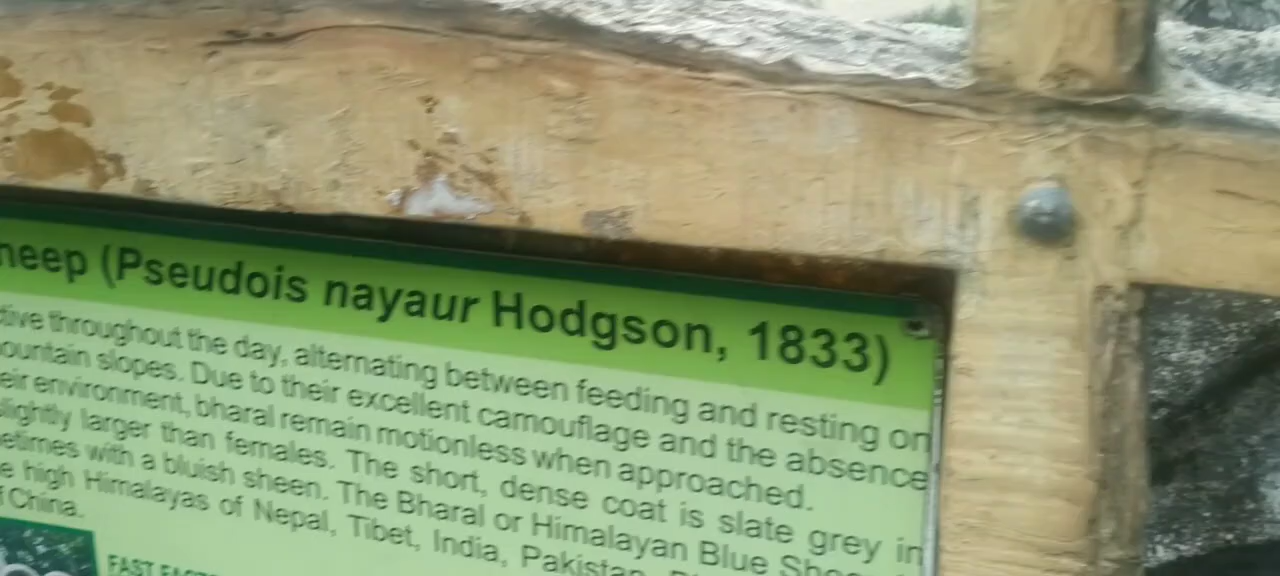 heep (Pseudois nayaur Hodgson, 1833)
tive throughout the day, alternating between feeding and resting on
ountain slopes. Due to their excellent camouflage and the absence
eir environment, bharal remain motionless when approached.
slightly larger than females. The short, dense coat is slate grey in
etimes with a bluish sheen. The Bharal or Himalayan Blue
e high Himalayas of Nepal, Tibet, India, Pakistan,
f China.
FAST